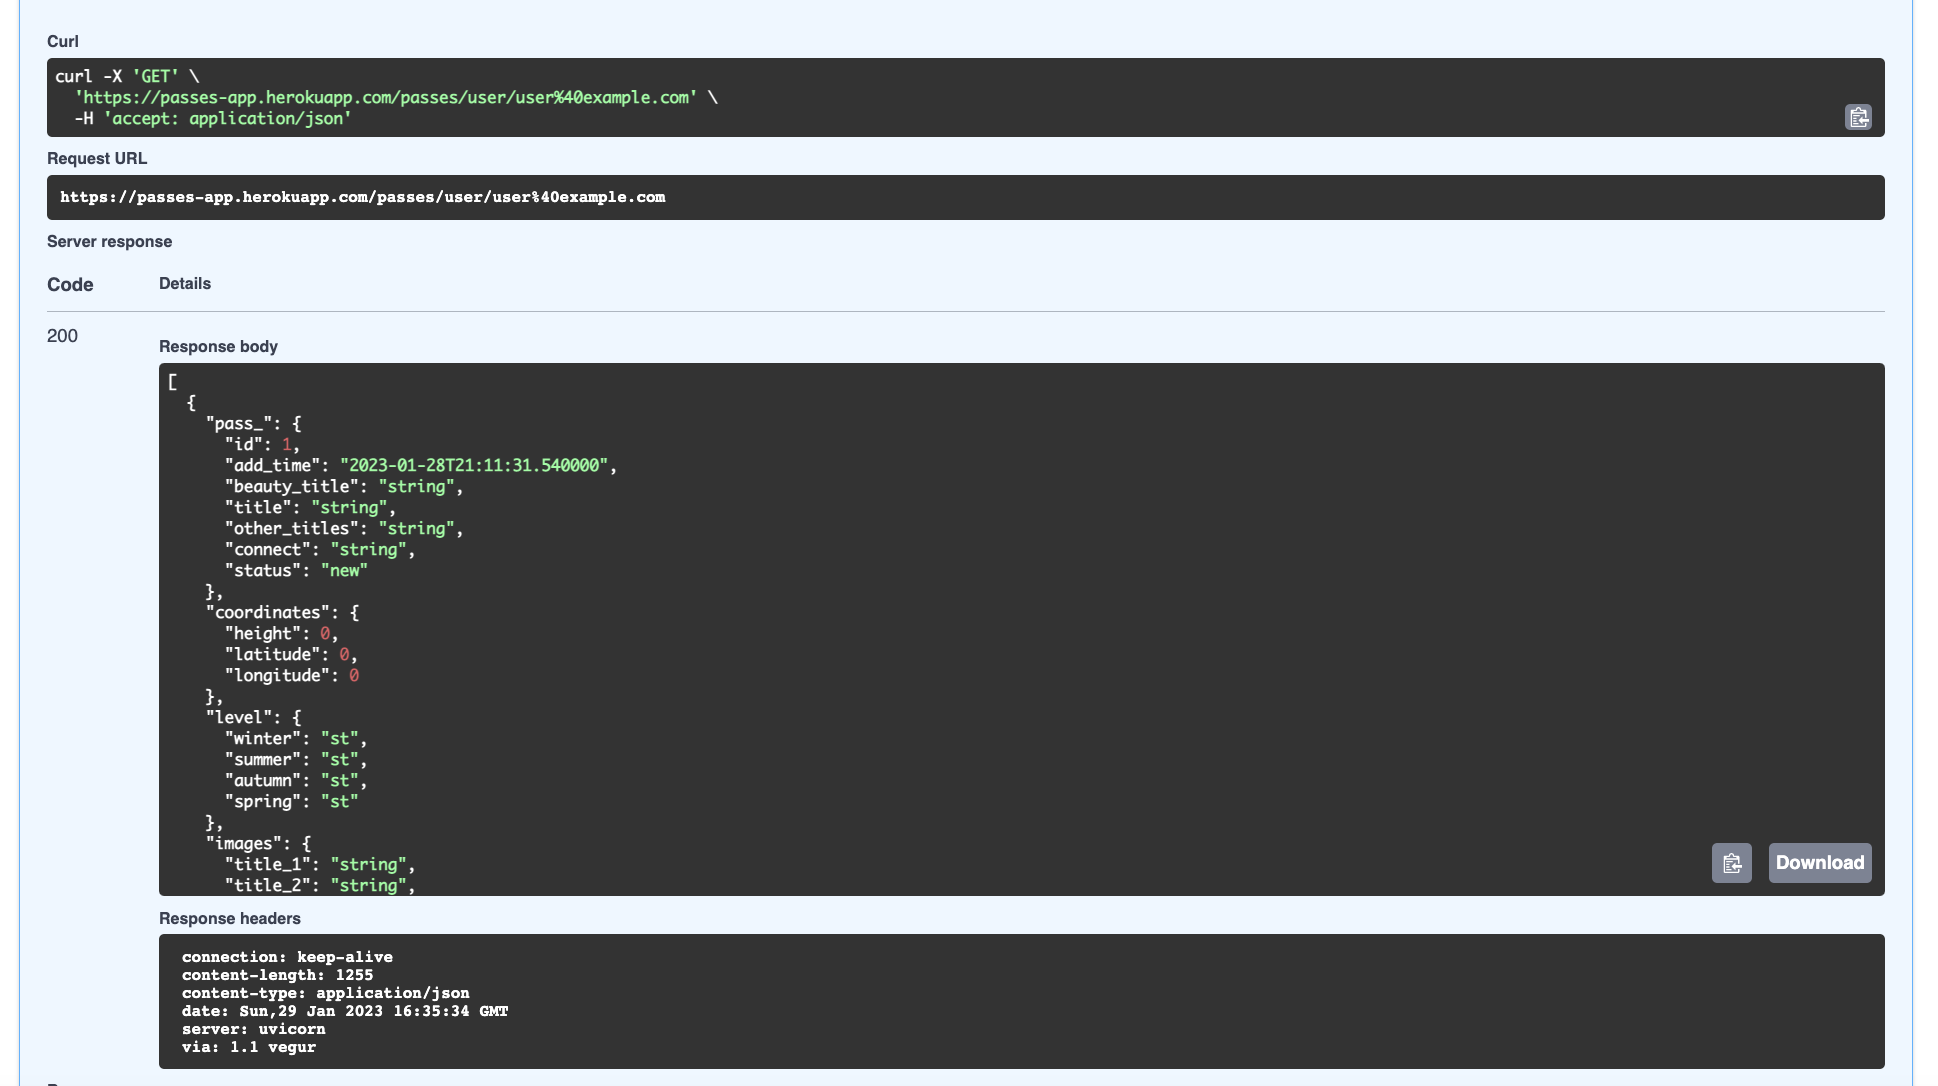 Curl
curl -X 'GET' \
'https://passes-app.herokuapp.com/passes/user/user%40example.com' \
-H 'accept: application/json'
Request URL
https://passes-app.herokuapp.com/passes/user/user%40example.com
Server response
Code Details
200
Response body
[
{
"pass_": {
"id": 1,
"add_time": "2023-01-28T21:11:31.540000",
"beauty_title": "string",
"title": "string",
"other_titles": "string",
"connect": "string",
"status": "new"
},
"coordinates": {
"height": 0,
"latitude": 0,
"longitude": 0
},
"level": {
"winter": "st",
"summer": "st",
"autumn": "st",
"spring": "st"
},
"images": {
"title_1": "string",
"title_2": "string",
Download
Response headers
connection: keep-alive
content-length: 1255
content-type: application/json
date: Sun,29 Jan 2023 16:35:34 GMT
server: uvicorn
via: 1.1 vegur